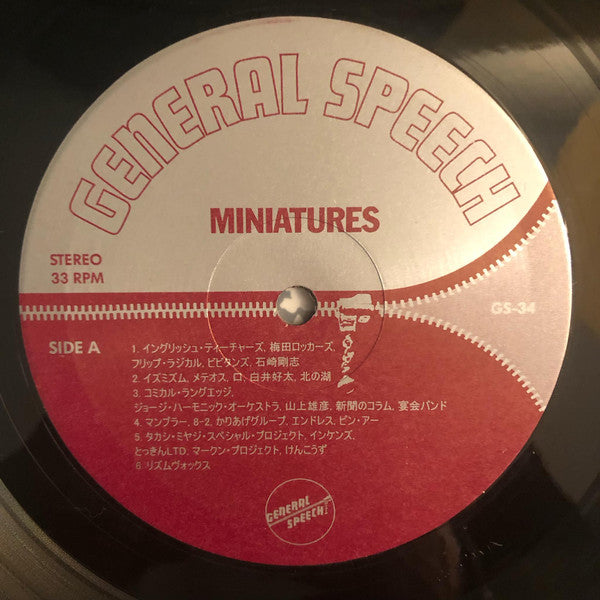 GENERAL SPEECH
MINIATURES
STEREO
33 RPM
GS-34
SIDE A
1. イングリッシュ・ティーチャーズ, 梅田ロッカーズ,
フリップ・ラジカル, ビビタンズ, 石崎剛志
2. イズミズム, メテオス, ロ, 白井好太, 北の湖
3. コミカル・ラングエッジ,
ジョージ・ハーモニック・オーケストラ, 山上雄彦, 新聞のコラム, 宴会バンド
4. マンブラー, 8-2, かりあげグループ, エンドレス, ピン・アー
5. タカシ・ミヤジ・スペシャル・プロジェクト, インケンズ,
とっきんLTD, マークン・プロジェクト, けんこうず
6. リズムヴォックス
GENERAL
SPEECH